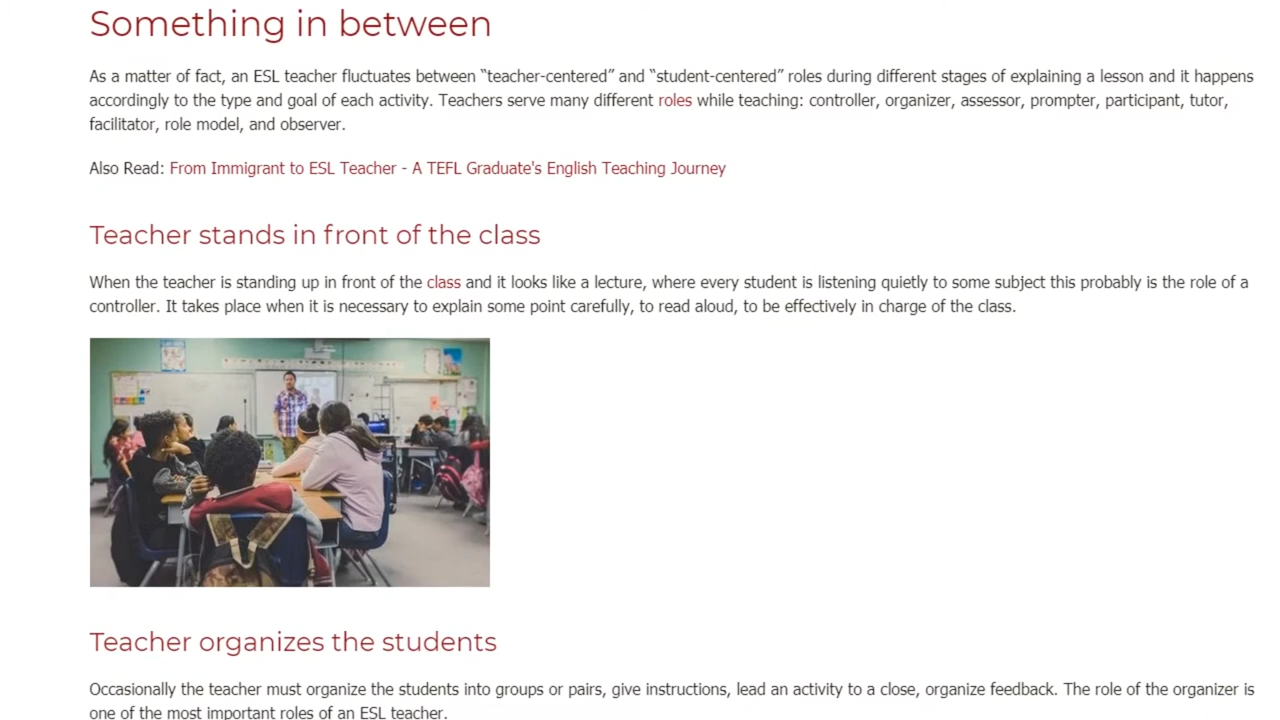 Something in between
As a matter of fact, an ESL teacher fluctuates between “teacher-centered” and “student-centered” roles during different stages of explaining a lesson and it happens
accordingly to the type and goal of each activity. Teachers serve many different roles while teaching: controller, organizer, assessor, prompter, participant, tutor,
facilitator, role model, and observer.
Also Read: From Immigrant to ESL Teacher - A TEFL Graduate's English Teaching Journey
Teacher stands in front of the class
When the teacher is standing up in front of the class and it looks like a lecture, where every student is listening quietly to some subject this probably is the role of a
controller. It takes place when it is necessary to explain some point carefully, to read aloud, to be effectively in charge of the class.
Teacher organizes the students
Occasionally the teacher must organize the students into groups or pairs, give instructions, lead an activity to a close, organize feedback. The role of the organizer is
one of the most important roles of an ESL teacher.